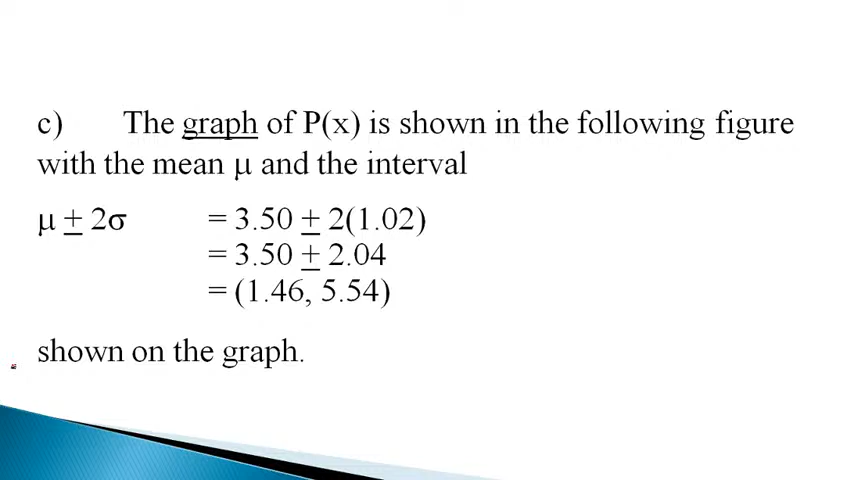 c) The graph of P(x) is shown in the following figure
with the mean μ and the interval
μ ± 2σ = 3.50 ± 2(1.02)
= 3.50 ± 2.04
= (1.46, 5.54)
shown on the graph.